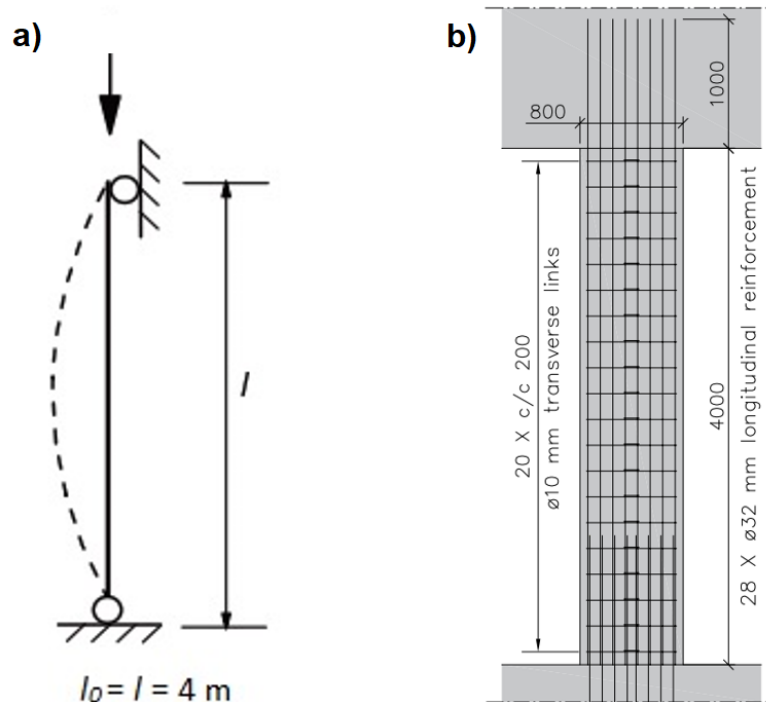 a)
l
l₀ = l = 4 m
b)
800
1000
20 X c/c 200
ø10 mm transverse links
4000
28 X ø32 mm longitudinal reinforcement